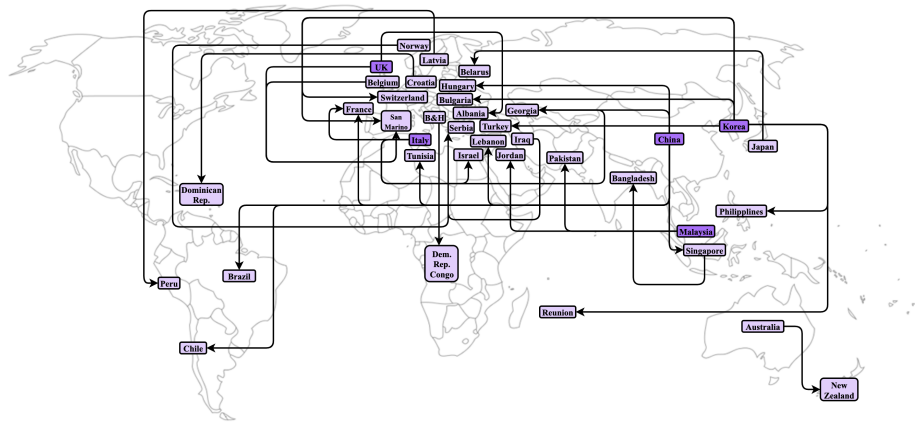 Norway
Latvia
UK
Belarus
Belgium
Croatia
Hungary
Switzerland
Bulgaria
France
Georgia
San
Marino
B&H
Albania
Serbia
Turkey
Korea
Italy
Lebanon
Iraq
China
Japan
Tunisia
Israel
Jordan
Pakistan
Bangladesh
Dominican
Rep.
Philipplines
Malaysia
Singapore
Dem.
Rep.
Congo
Brazil
Peru
Reunion
Australia
Chile
New
Zealand